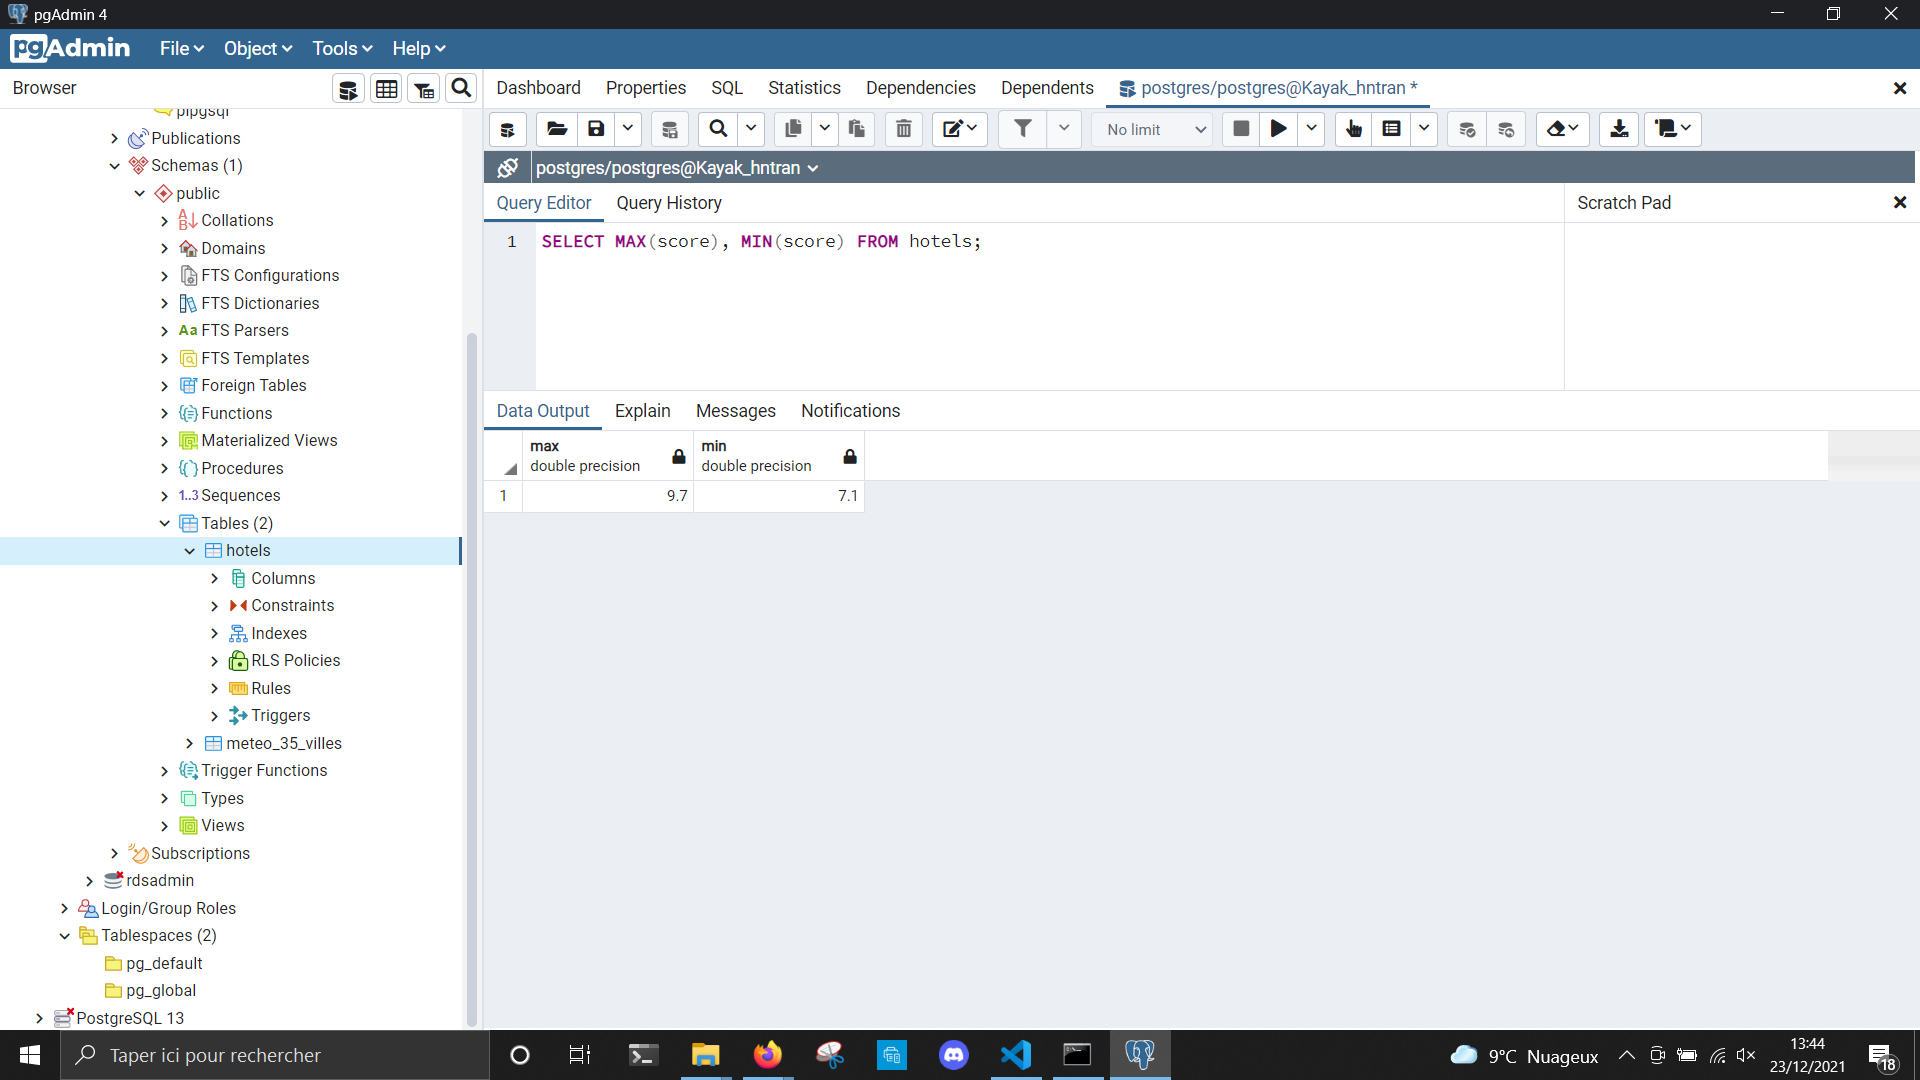 pgAdmin 4
pgAdmin File Object Tools Help
Browser
Dashboard Properties SQL Statistics Dependencies Dependents postgres/postgres@Kayak_hntran *
No limit
postgres/postgres@Kayak_hntran
Query Editor Query History
Scratch Pad
1 SELECT MAX(score), MIN(score) FROM hotels;
Data Output Explain Messages Notifications
max
double precision
min
double precision
1 9.7 7.1
plpgsql
Publications
Schemas (1)
public
Collations
Domains
FTS Configurations
FTS Dictionaries
Aa FTS Parsers
FTS Templates
Foreign Tables
Functions
Materialized Views
Procedures
1..3 Sequences
Tables (2)
hotels
Columns
Constraints
Indexes
RLS Policies
Rules
Triggers
meteo_35_villes
Trigger Functions
Types
Views
Subscriptions
rdsadmin
Login/Group Roles
Tablespaces (2)
pg_default
pg_global
PostgreSQL 13
Taper ici pour rechercher
9°C Nuageux
13:44
23/12/2021
18